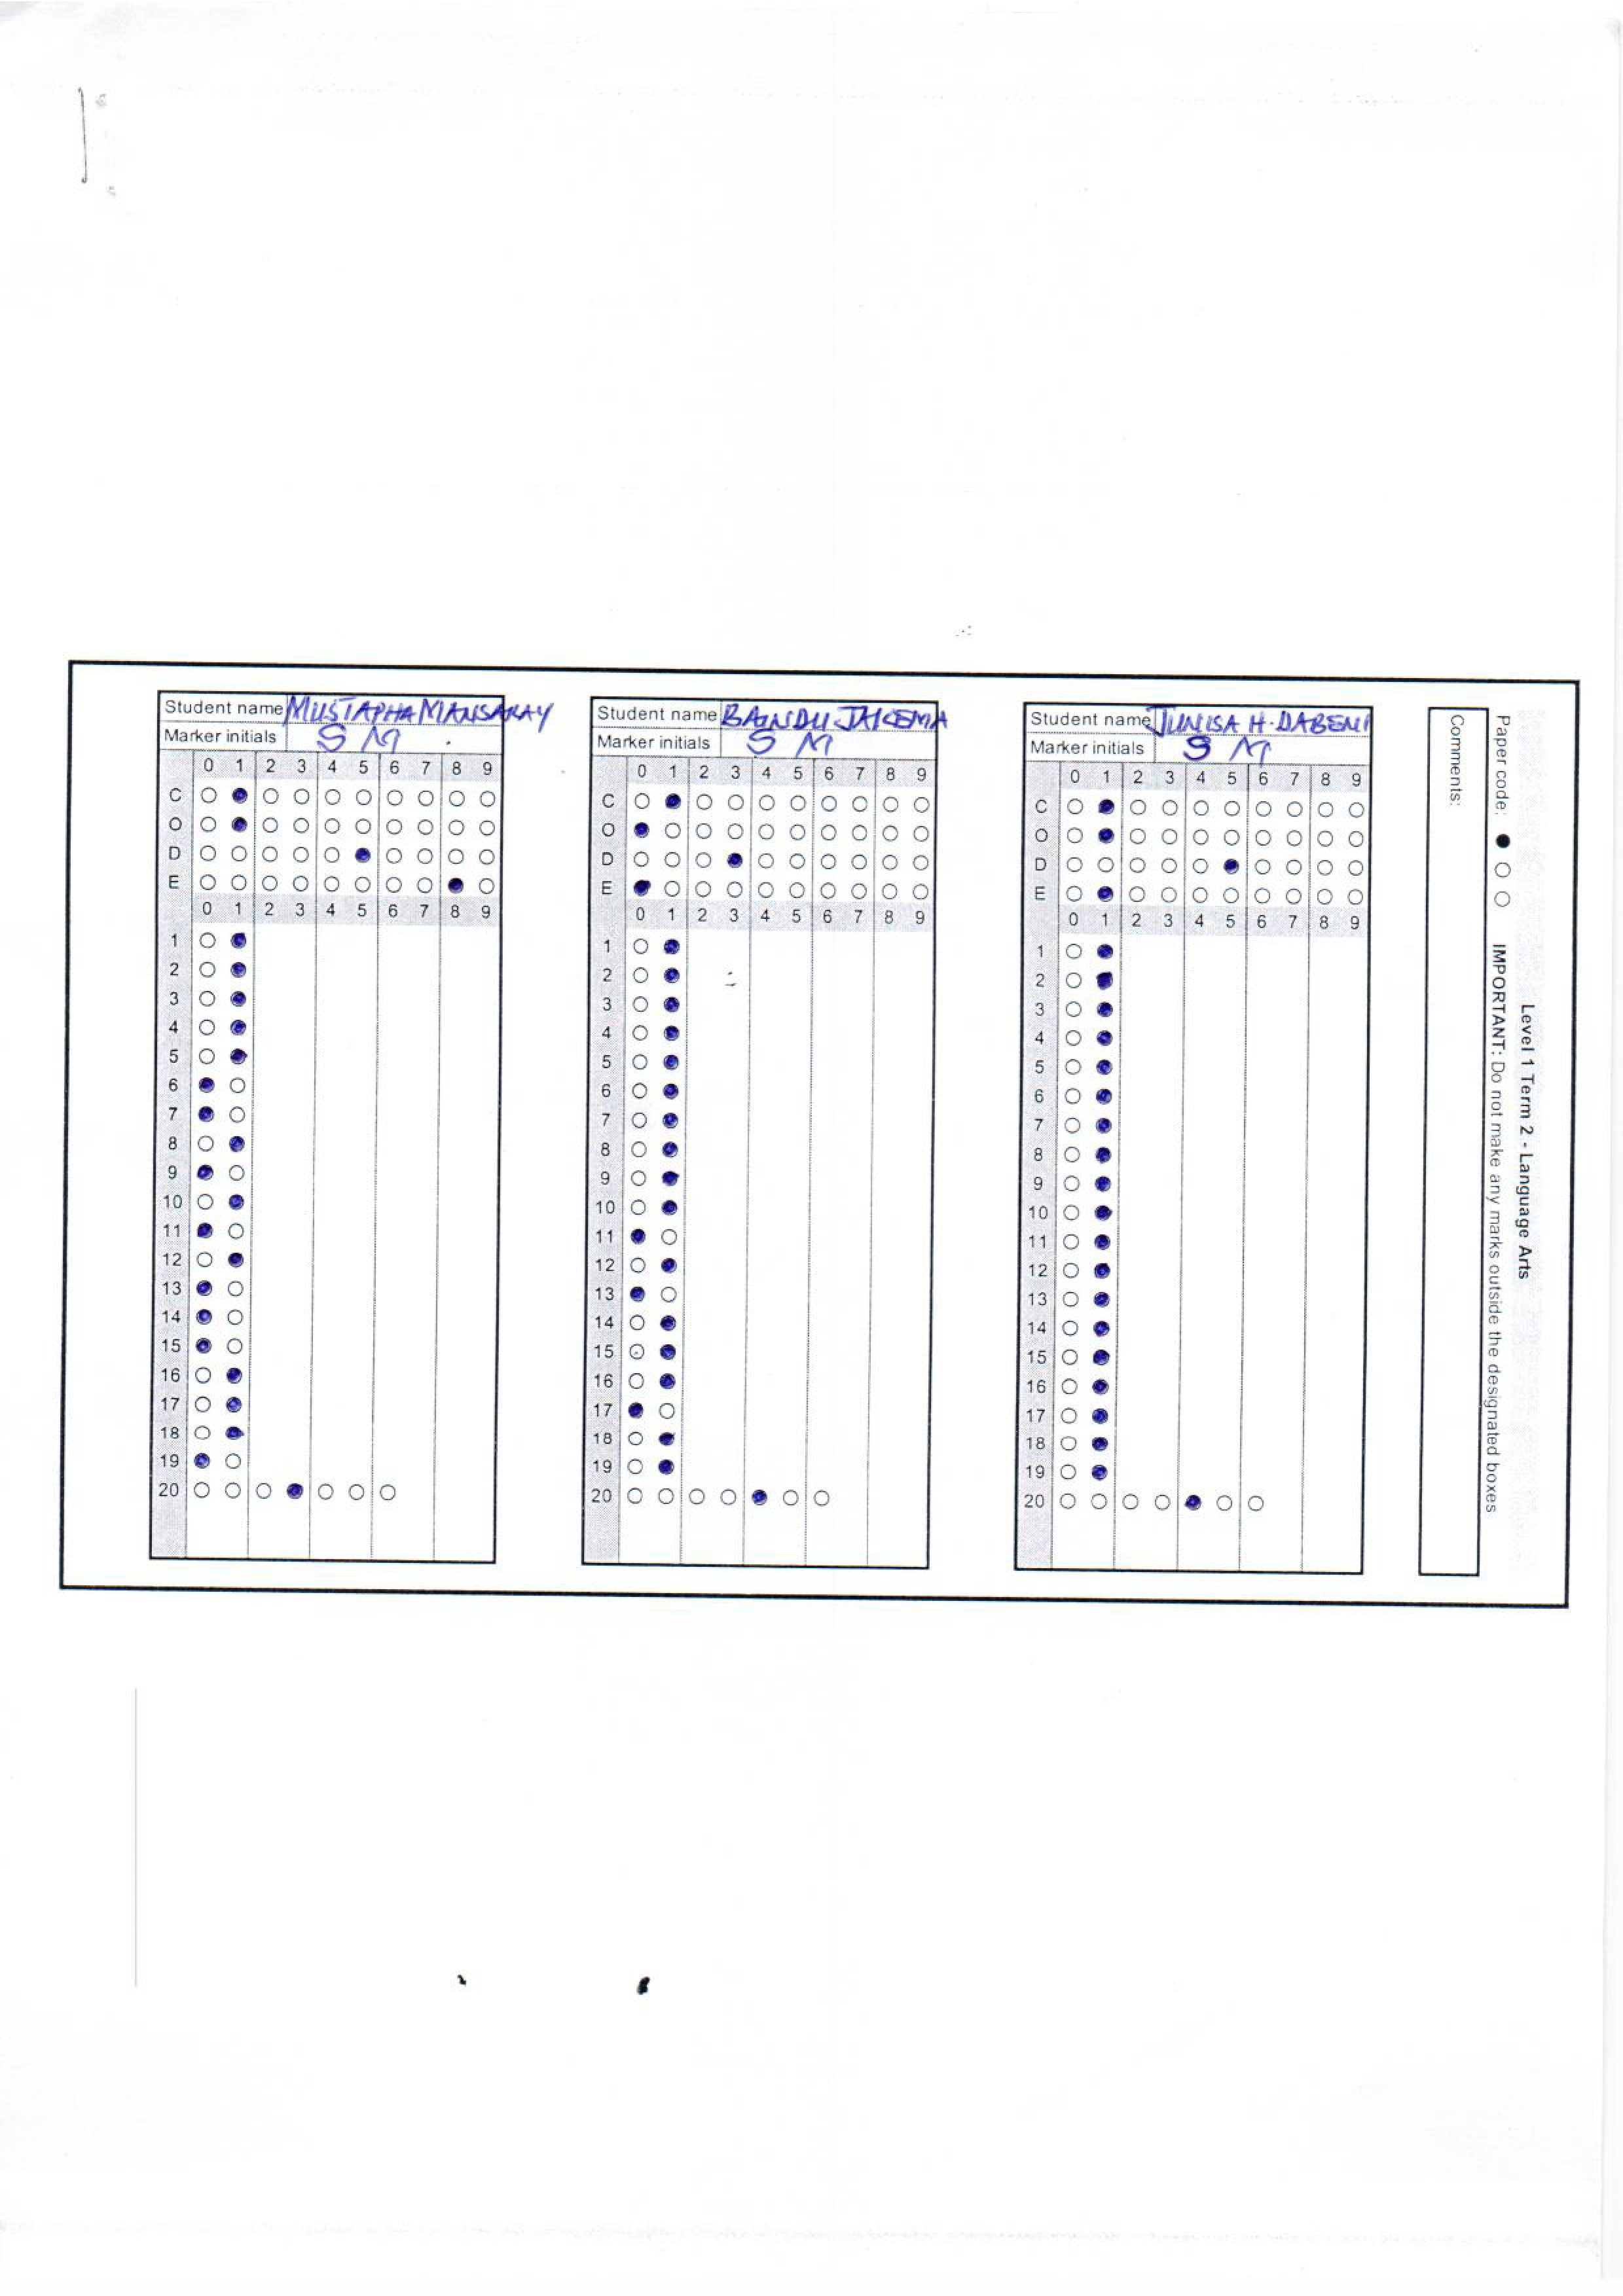 Level 1 Term 2 - Language Arts
Paper code: IMPORTANT: Do not make any marks outside the designated boxes
Comments:
Student name MUSTAPHA MANSARAY
Marker initials S M
0 1 2 3 4 5 6 7 8 9
C
O
D
E
0 1 2 3 4 5 6 7 8 9
1
2
3
4
5
6
7
8
9
10
11
12
13
14
15
16
17
18
19
20
Student name BAINDU JAKEMA
Marker initials S M
0 1 2 3 4 5 6 7 8 9
C
O
D
E
0 1 2 3 4 5 6 7 8 9
1
2
3
4
5
6
7
8
9
10
11
12
13
14
15
16
17
18
19
20
Student name JUNISA H. DABENI
Marker initials S M
0 1 2 3 4 5 6 7 8 9
C
O
D
E
0 1 2 3 4 5 6 7 8 9
1
2
3
4
5
6
7
8
9
10
11
12
13
14
15
16
17
18
19
20